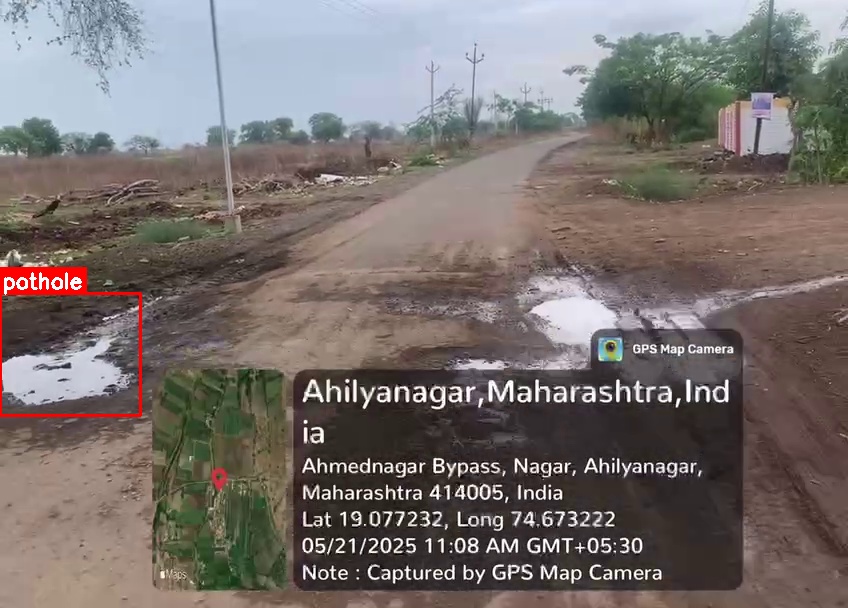 pothole
GPS Map Camera
Ahilyanagar,Maharashtra,Ind
ia
Ahmednagar Bypass, Nagar, Ahilyanagar,
Maharashtra 414005, India
Lat 19.077232, Long 74.673222
05/21/2025 11:08 AM GMT+05:30
Note : Captured by GPS Map Camera
Maps